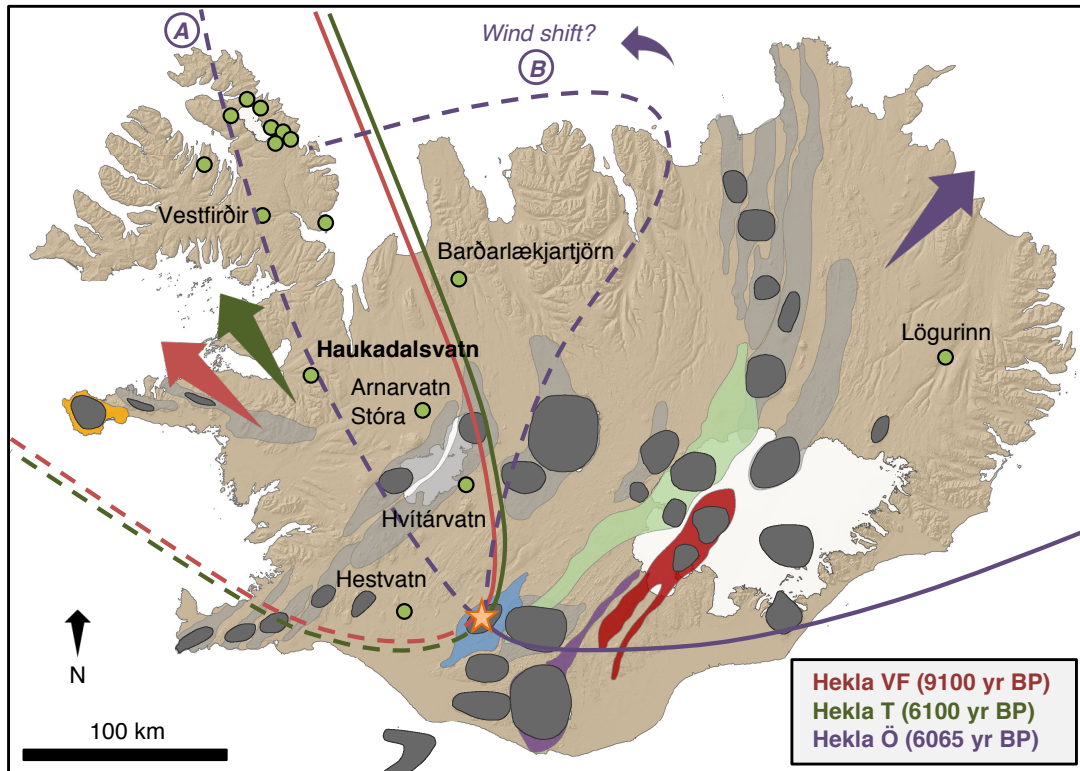 A
Wind shift?
B
Vestfirðir
Barðarlækjartjörn
Lögurinn
Haukadalsvatn
Arnarvatn
Stóra
Hvítárvatn
Hestvatn
N
100 km
Hekla VF (9100 yr BP)
Hekla T (6100 yr BP)
Hekla Ö (6065 yr BP)